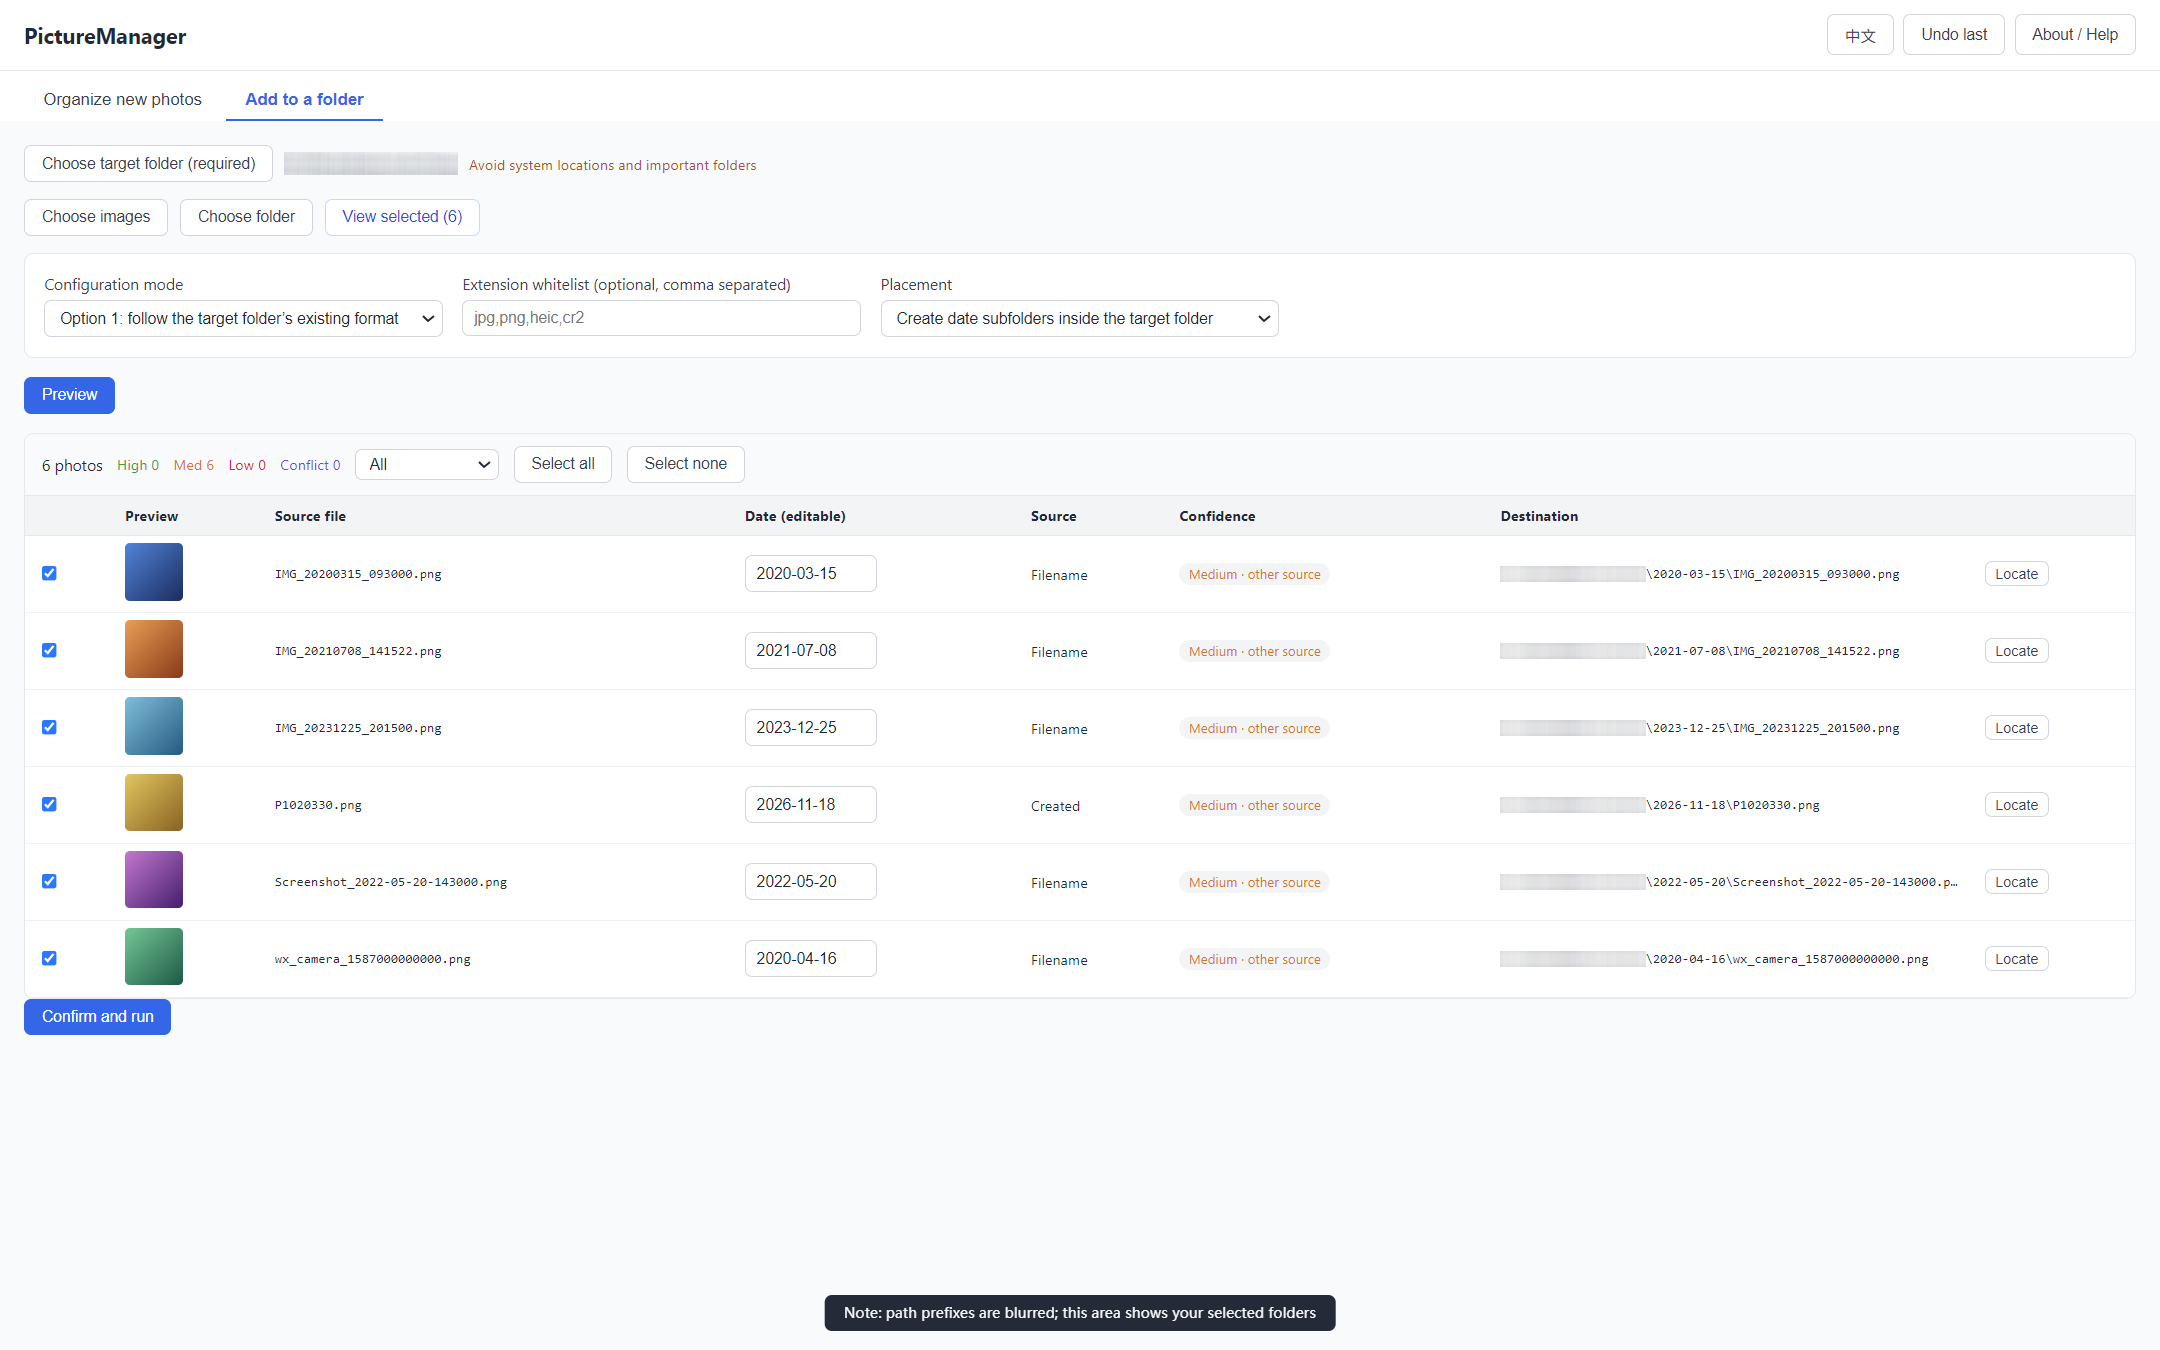 PictureManager
中文
Undo last
About / Help
Organize new photos
Add to a folder
Choose target folder (required)
Avoid system locations and important folders
Choose images
Choose folder
View selected (6)
Configuration mode
Extension whitelist (optional, comma separated)
Placement
Option 1: follow the target folder’s existing format
jpg,png,heic,cr2
Create date subfolders inside the target folder
Preview
6 photos High 0 Med 6 Low 0 Conflict 0 All Select all Select none
Preview Source file Date (editable) Source Confidence Destination
IMG_20200315_093000.png 2020-03-15 Filename Medium · other source \2020-03-15\IMG_20200315_093000.png Locate
IMG_20210708_141522.png 2021-07-08 Filename Medium · other source \2021-07-08\IMG_20210708_141522.png Locate
IMG_20231225_201500.png 2023-12-25 Filename Medium · other source \2023-12-25\IMG_20231225_201500.png Locate
P1020330.png 2026-11-18 Created Medium · other source \2026-11-18\P1020330.png Locate
Screenshot_2022-05-20-143000.png 2022-05-20 Filename Medium · other source \2022-05-20\Screenshot_2022-05-20-143000.p… Locate
wx_camera_1587000000000.png 2020-04-16 Filename Medium · other source \2020-04-16\wx_camera_1587000000000.png Locate
Confirm and run
Note: path prefixes are blurred; this area shows your selected folders